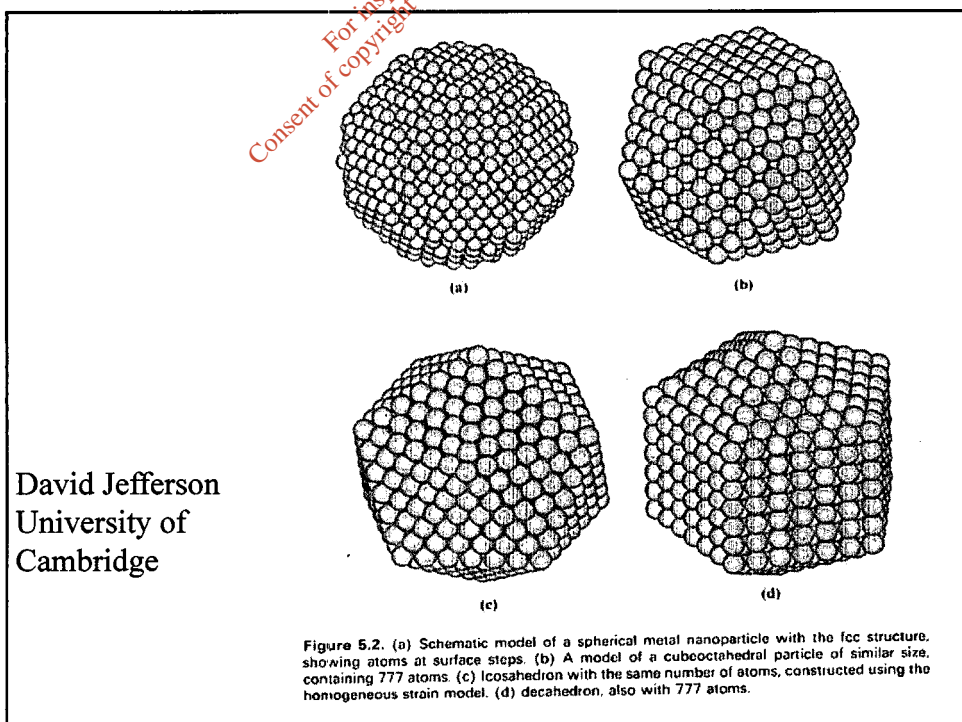 For insp
Consent of copyright
(a)
(b)
David Jefferson
University of
Cambridge
(c)
(d)
Figure 5.2. (a) Schematic model of a spherical metal nanoparticle with the fcc structure,
showing atoms at surface steps. (b) A model of a cubeoctahedral particle of similar size,
containing 777 atoms. (c) Icosahedron with the same number of atoms, constructed using the
homogeneous strain model. (d) decahedron, also with 777 atoms.